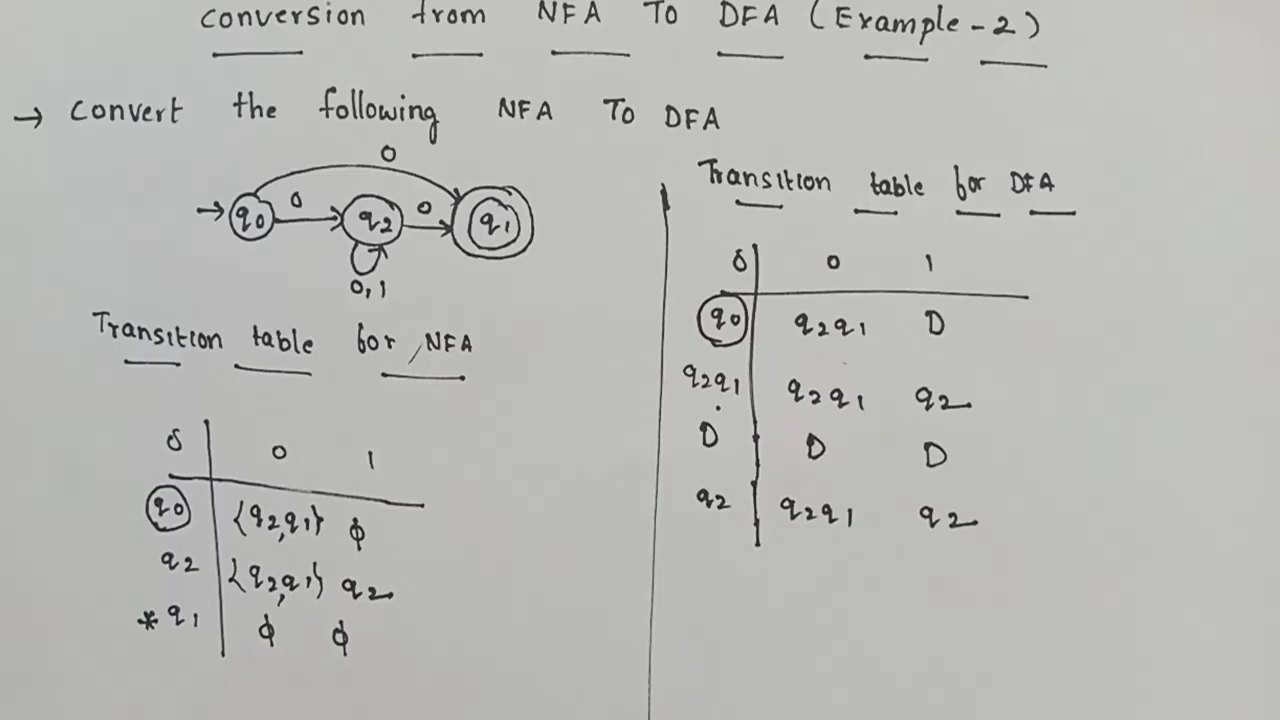 conversion from NFA TO DFA (Example-2)
→ Convert the following NFA TO DFA
0
→ q0 0 q2 0 q1
0,1
Transition table for NFA
δ 0 1
q0 {q2,q1} ϕ
q2 {q2,q1} q2
* q1 ϕ ϕ
Transition table for DFA
δ 0 1
q0 q2q1 D
q2q1 q2q1 q2
D D D
q2 q2q1 q2